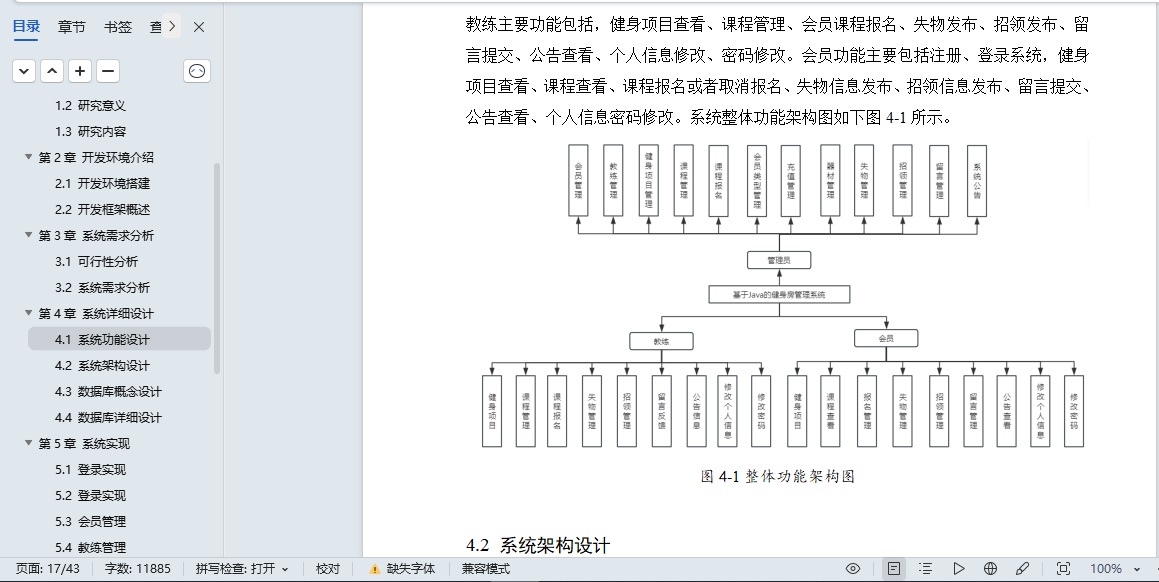 目录 章节 书签 查
1.2 研究意义
1.3 研究内容
第 2 章 开发环境介绍
2.1 开发环境搭建
2.2 开发框架概述
第 3 章 系统需求分析
3.1 可行性分析
3.2 系统需求分析
第 4 章 系统详细设计
4.1 系统功能设计
4.2 系统架构设计
4.3 数据库概念设计
4.4 数据库详细设计
第 5 章 系统实现
5.1 登录实现
5.2 登录实现
5.3 会员管理
5.4 教练管理
教练主要功能包括，健身项目查看、课程管理、会员课程报名、失物发布、招领发布、留
言提交、公告查看、个人信息修改、密码修改。会员功能主要包括注册、登录系统，健身
项目查看、课程查看、课程报名或者取消报名、失物信息发布、招领信息发布、留言提交、
公告查看、个人信息密码修改。系统整体功能架构图如下图 4-1 所示。
会员管理
教练管理
健身项目管理
课程管理
课程报名
会员类型管理
充值管理
器材管理
失物管理
招领管理
留言管理
系统公告
管理员
基于Java的健身房管理系统
教练
会员
健身项目
课程管理
课程报名
失物管理
招领管理
留言反馈
公告信息
修改个人信息
修改密码
健身项目
课程查看
报名管理
失物管理
招领管理
留言管理
公告查看
修改个人信息
修改密码
图 4-1 整体功能架构图
4.2 系统架构设计
页面: 17/43 字数: 11885 拼写检查: 打开 校对 缺失字体 兼容模式 100%